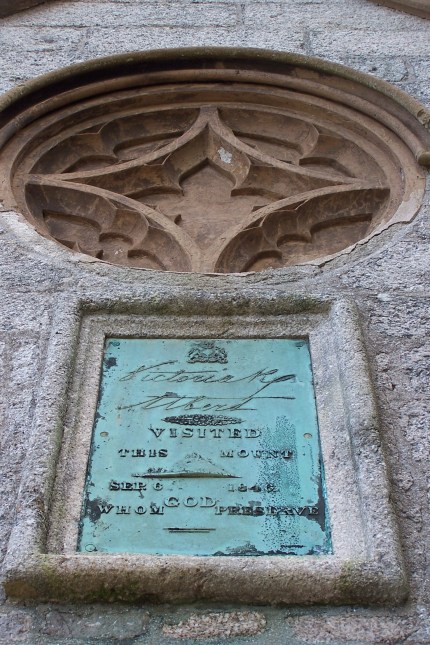 Victoria R.
Albert
VISITED
THIS MOUNT
SEP. 6 1846
WHOM GOD PRESERVE